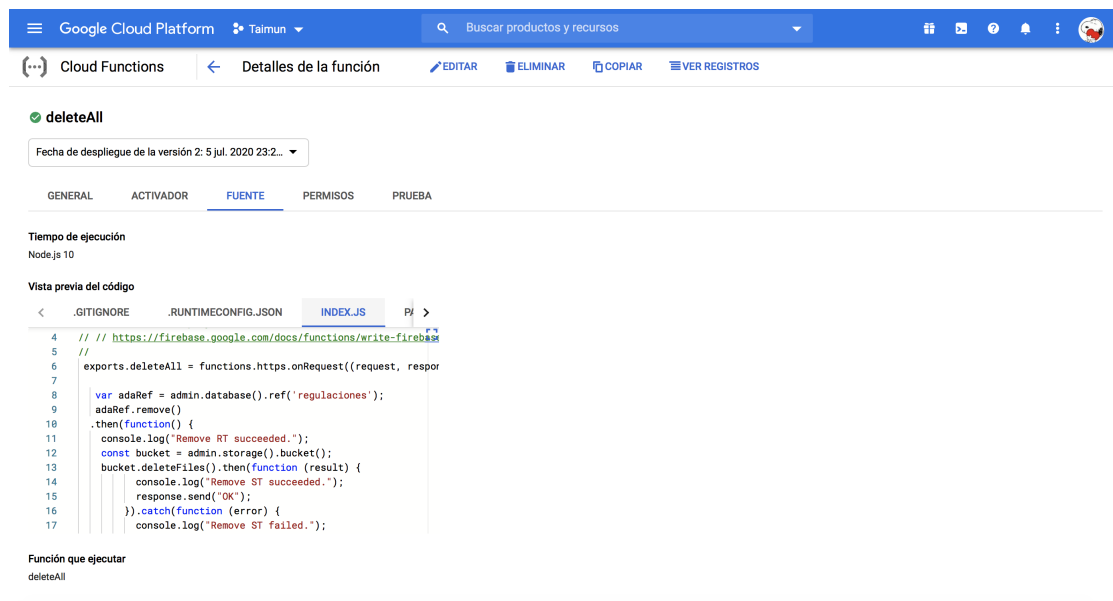 Google Cloud Platform Taimun Buscar productos y recursos
Cloud Functions Detalles de la función EDITAR ELIMINAR COPIAR VER REGISTROS
deleteAll
Fecha de despliegue de la versión 2: 5 jul. 2020 23:2...
GENERAL ACTIVADOR FUENTE PERMISOS PRUEBA
Tiempo de ejecución
Node.js 10
Vista previa del código
.GITIGNORE .RUNTIMECONFIG.JSON INDEX.JS PA
4 // // https://firebase.google.com/docs/functions/write-firebase
5 //
6 exports.deleteAll = functions.https.onRequest((request, respon
7
8 var adaRef = admin.database().ref('regulaciones');
9 adaRef.remove()
10 .then(function() {
11 console.log("Remove RT succeeded.");
12 const bucket = admin.storage().bucket();
13 bucket.deleteFiles().then(function (result) {
14 console.log("Remove ST succeeded.");
15 response.send("OK");
16 }).catch(function (error) {
17 console.log("Remove ST failed.");
Función que ejecutar
deleteAll